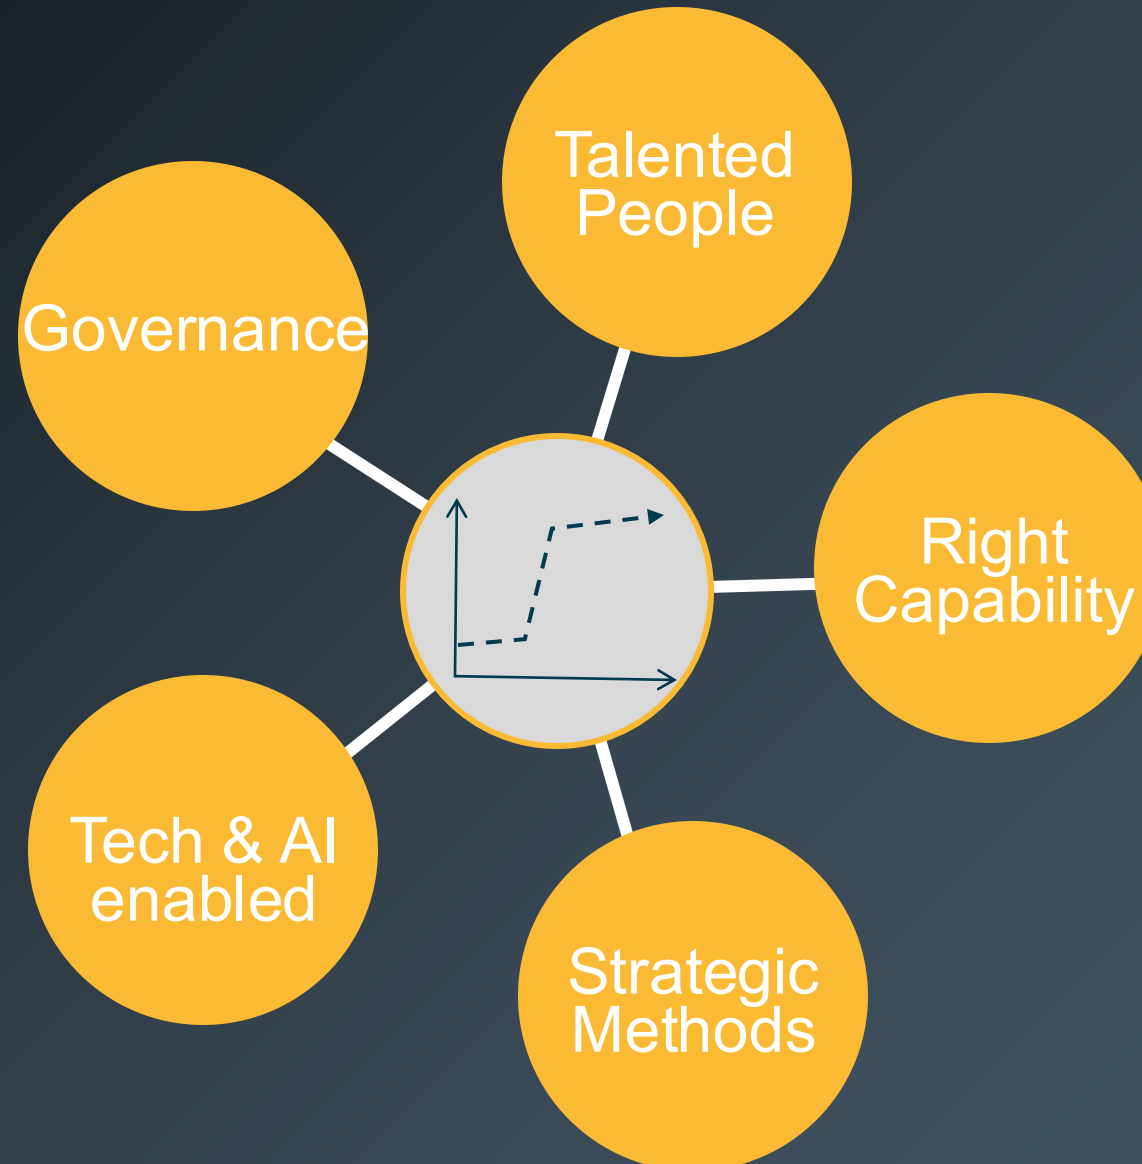 Talented
People
Governance
Right
Capability
Tech & AI
enabled
Strategic
Methods